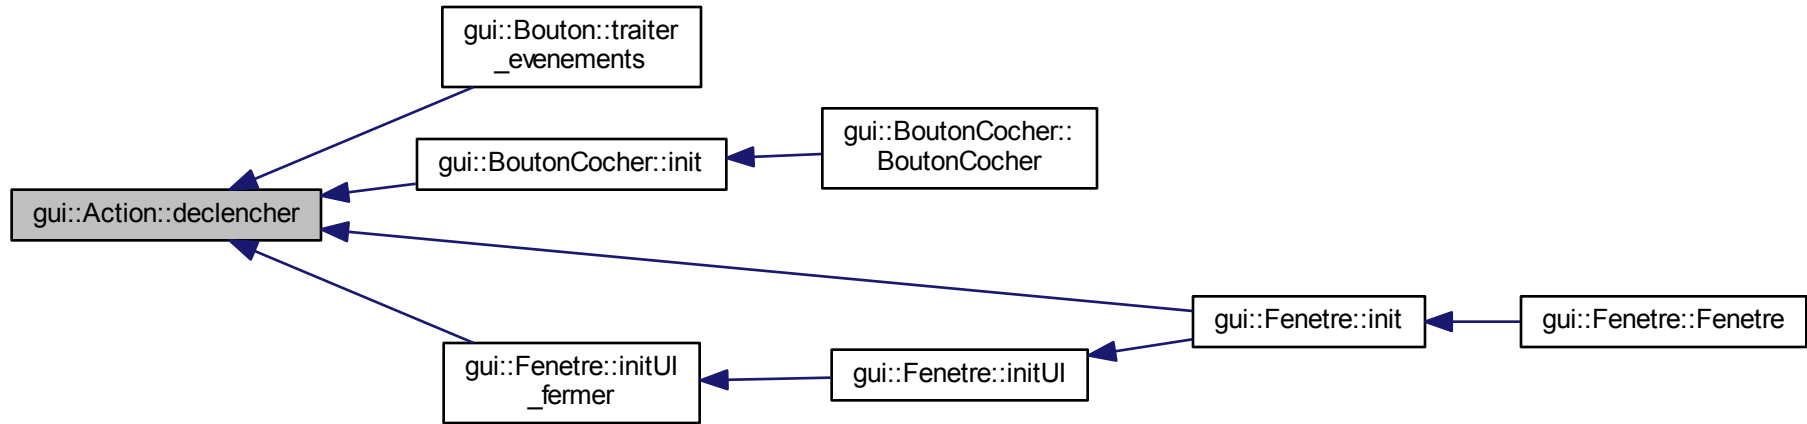 gui::Bouton::traiter
_evenements
gui::BoutonCocher::init
gui::BoutonCocher::
BoutonCocher
gui::Action::declencher
gui::Fenetre::init
gui::Fenetre::Fenetre
gui::Fenetre::initUI
_fermer
gui::Fenetre::initUI